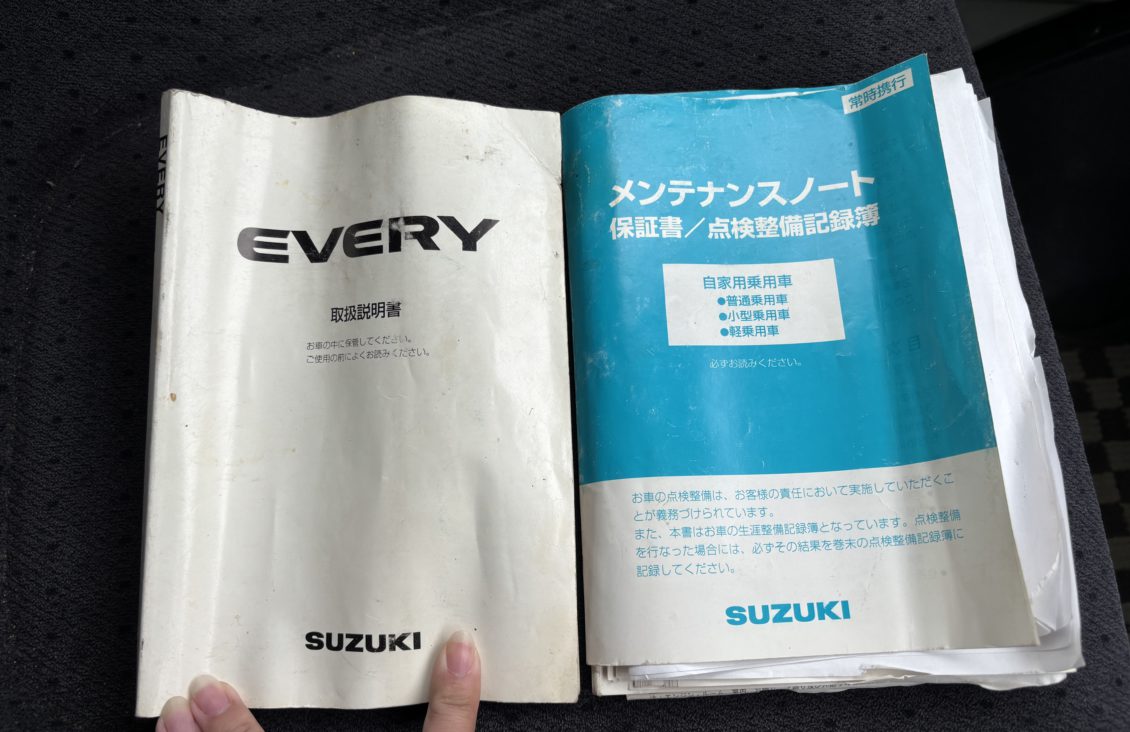 EVERY
EVERY
取扱説明書
お車の中に保管してください。
ご使用の前によくお読みください。
SUZUKI
常時携行
メンテナンスノート
保証書／点検整備記録簿
自家用乗用車
●普通乗用車
●小型乗用車
●軽乗用車
必ずお読みください。
お車の点検整備は、お客様の責任において実施していただくこ
とが義務づけられています。
また、本書はお車の生涯整備記録簿となっています。点検整備
を行なった場合には、必ずその結果を巻末の点検整備記録簿に
記録してください。
SUZUKI